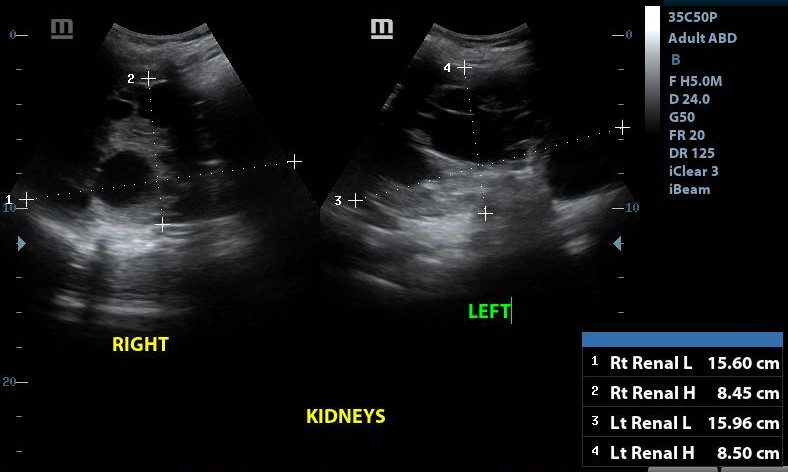 m
m
0
0
35C50P
Adult ABD
B
F H5.0M
D 24.0
G50
FR 20
DR 125
iClear 3
iBeam
2
4
1
3
10
10
LEFT
RIGHT
20
KIDNEYS
1 Rt Renal L 15.60 cm
2 Rt Renal H 8.45 cm
3 Lt Renal L 15.96 cm
4 Lt Renal H 8.50 cm